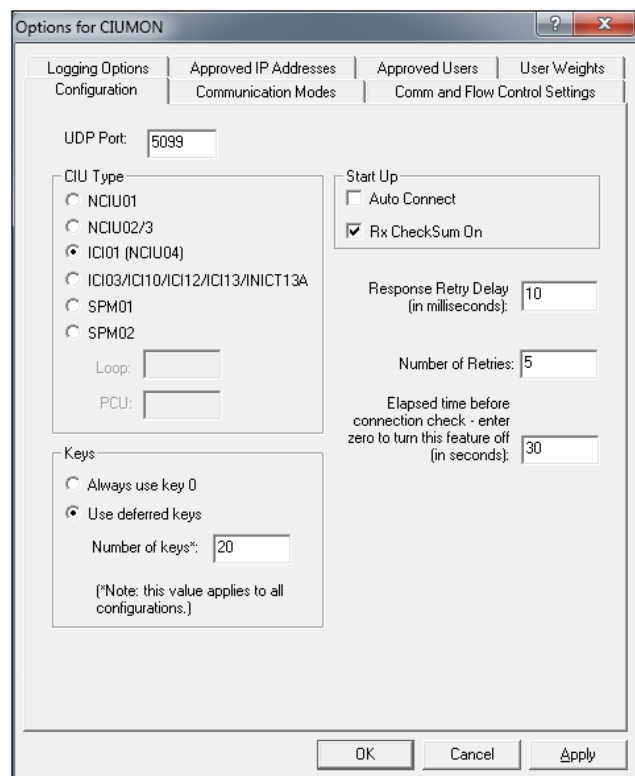 Options for CIUMON
?
X
Logging Options
Approved IP Addresses
Approved Users
User Weights
Configuration
Communication Modes
Comm and Flow Control Settings
UDP Port:
5099
CIU Type
NCIU01
NCIU02/3
ICI01 (NCIU04)
ICI03/ICI10/ICI12/ICI13/INICT13A
SPM01
SPM02
Loop:
PCU:
Start Up
Auto Connect
Rx CheckSum On
Response Retry Delay
(in milliseconds):
10
Number of Retries:
5
Elapsed time before
connection check - enter
zero to turn this feature off
(in seconds):
30
Keys
Always use key 0
Use deferred keys
Number of keys*:
20
(*Note: this value applies to all
configurations.)
OK
Cancel
Apply